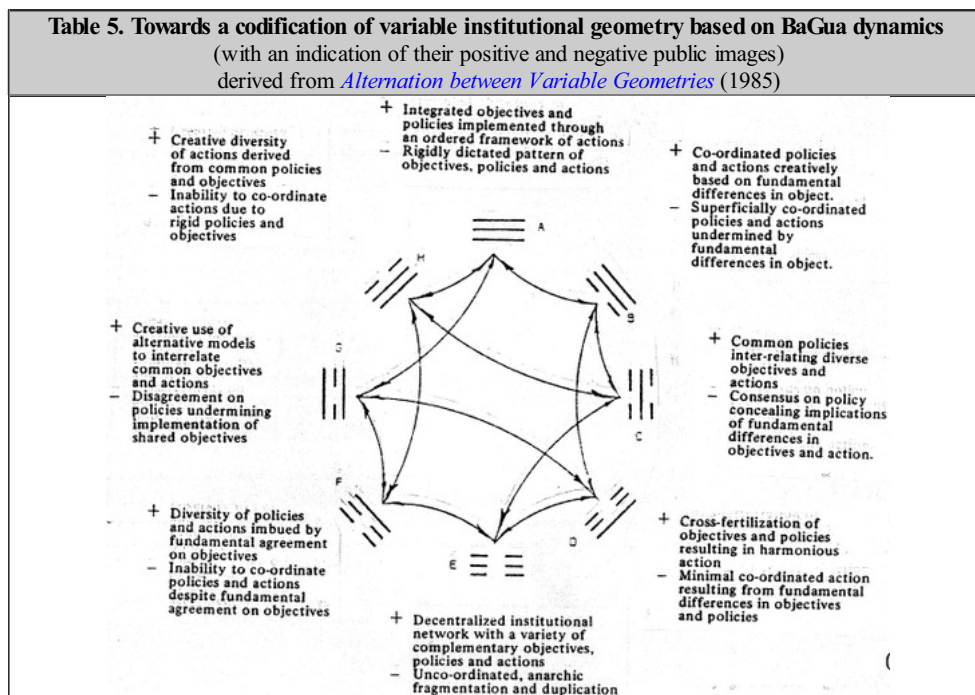 Table 5. Towards a codification of variable institutional geometry based on BaGua dynamics
(with an indication of their positive and negative public images)
derived from Alternation between Variable Geometries (1985)
+ Integrated objectives and
policies implemented through
an ordered framework of actions
— Rigidly dictated pattern of
objectives, policies and actions
+ Creative diversity
of actions derived
from common policies
and objectives
— Inability to co-ordinate
actions due to
rigid policies and
objectives
+ Co-ordinated policies
and actions creatively
based on fundamental
differences in object.
— Superficially co-ordinated
policies and actions
undermined by
fundamental
differences in object.
A
H
B
+ Creative use of
alternative models
to interrelate
common objectives
and actions
— Disagreement on
policies undermining
implementation of
shared objectives
G
+ Common policies
inter-relating diverse
objectives and
actions
— Consensus on policy
concealing implications
of fundamental
differences in
objectives and action.
C
F
+ Diversity of policies
and actions imbued by
fundamental agreement
on objectives
— Inability to co-ordinate
policies and actions
despite fundamental
agreement on objectives
D
E
+ Cross-fertilization of
objectives and policies
resulting in harmonious
action
— Minimal co-ordinated action
resulting from fundamental
differences in objectives
and policies
+ Decentralized institutional
network with a variety of
complementary objectives,
policies and actions
— Unco-ordinated, anarchic
fragmentation and duplication